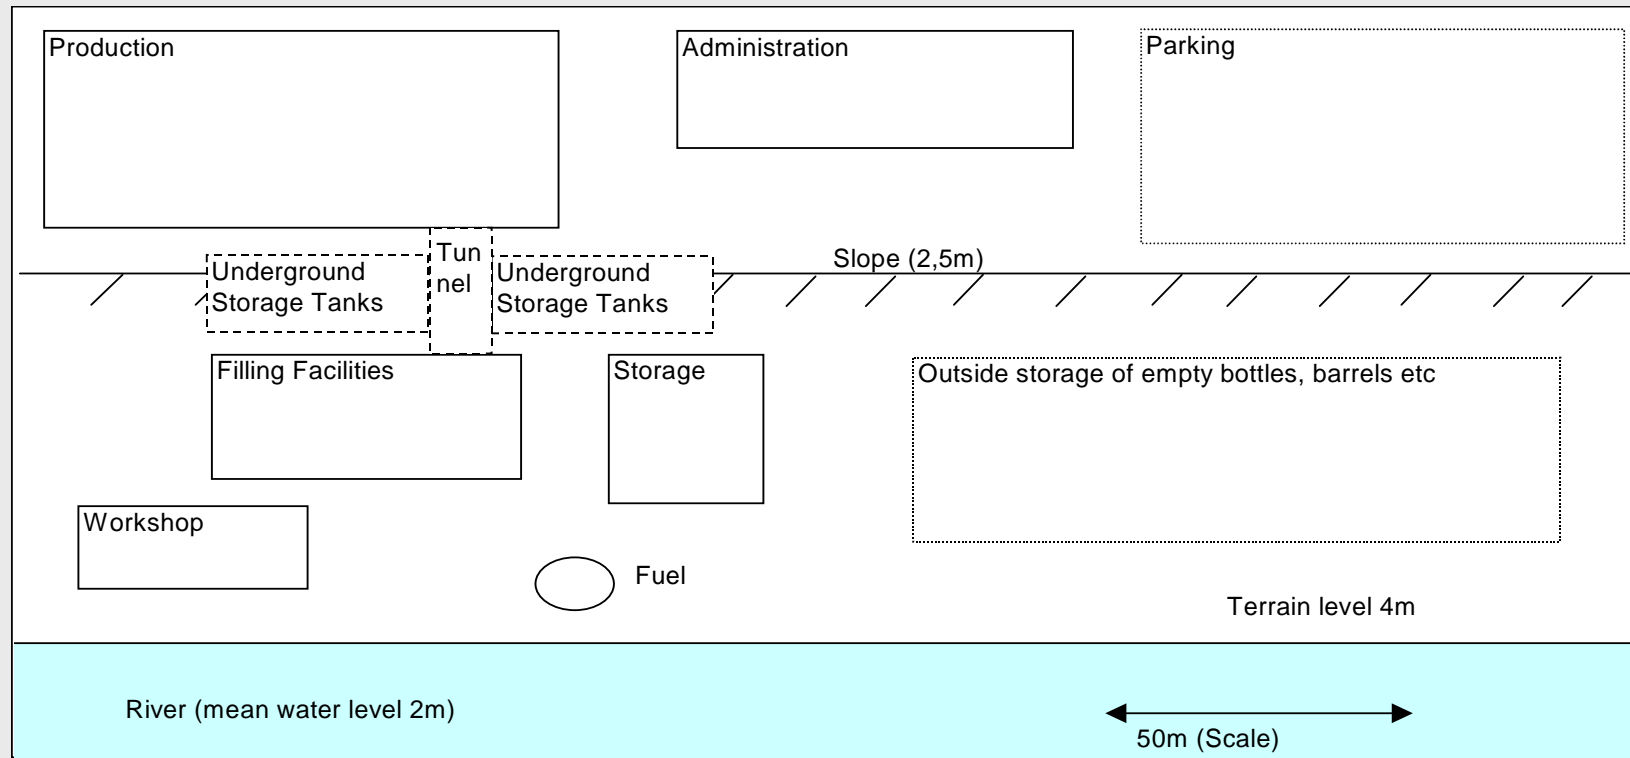 Production
Administration
Parking
Tun
nel
Underground
Storage Tanks
Underground
Storage Tanks
Slope (2,5m)
Filling Facilities
Storage
Outside storage of empty bottles, barrels etc
Workshop
Fuel
Terrain level 4m
River (mean water level 2m)
50m (Scale)